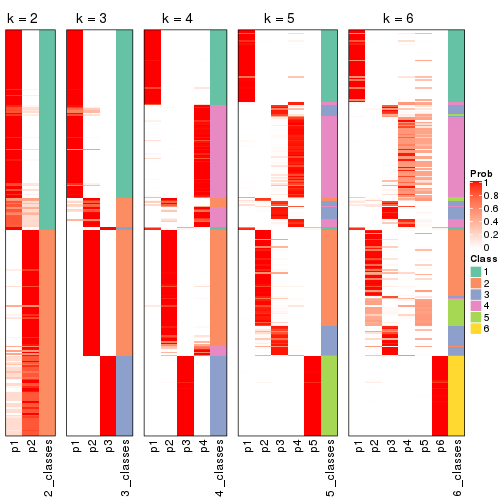 k = 2
k = 3
k = 4
k = 5
k = 6
p1
p2
2_classes
p1
p2
p3
3_classes
p1
p2
p3
p4
4_classes
p1
p2
p3
p4
p5
5_classes
p1
p2
p3
p4
p5
p6
6_classes
Prob
1
0.8
0.6
0.4
0.2
0
Class
1
2
3
4
5
6